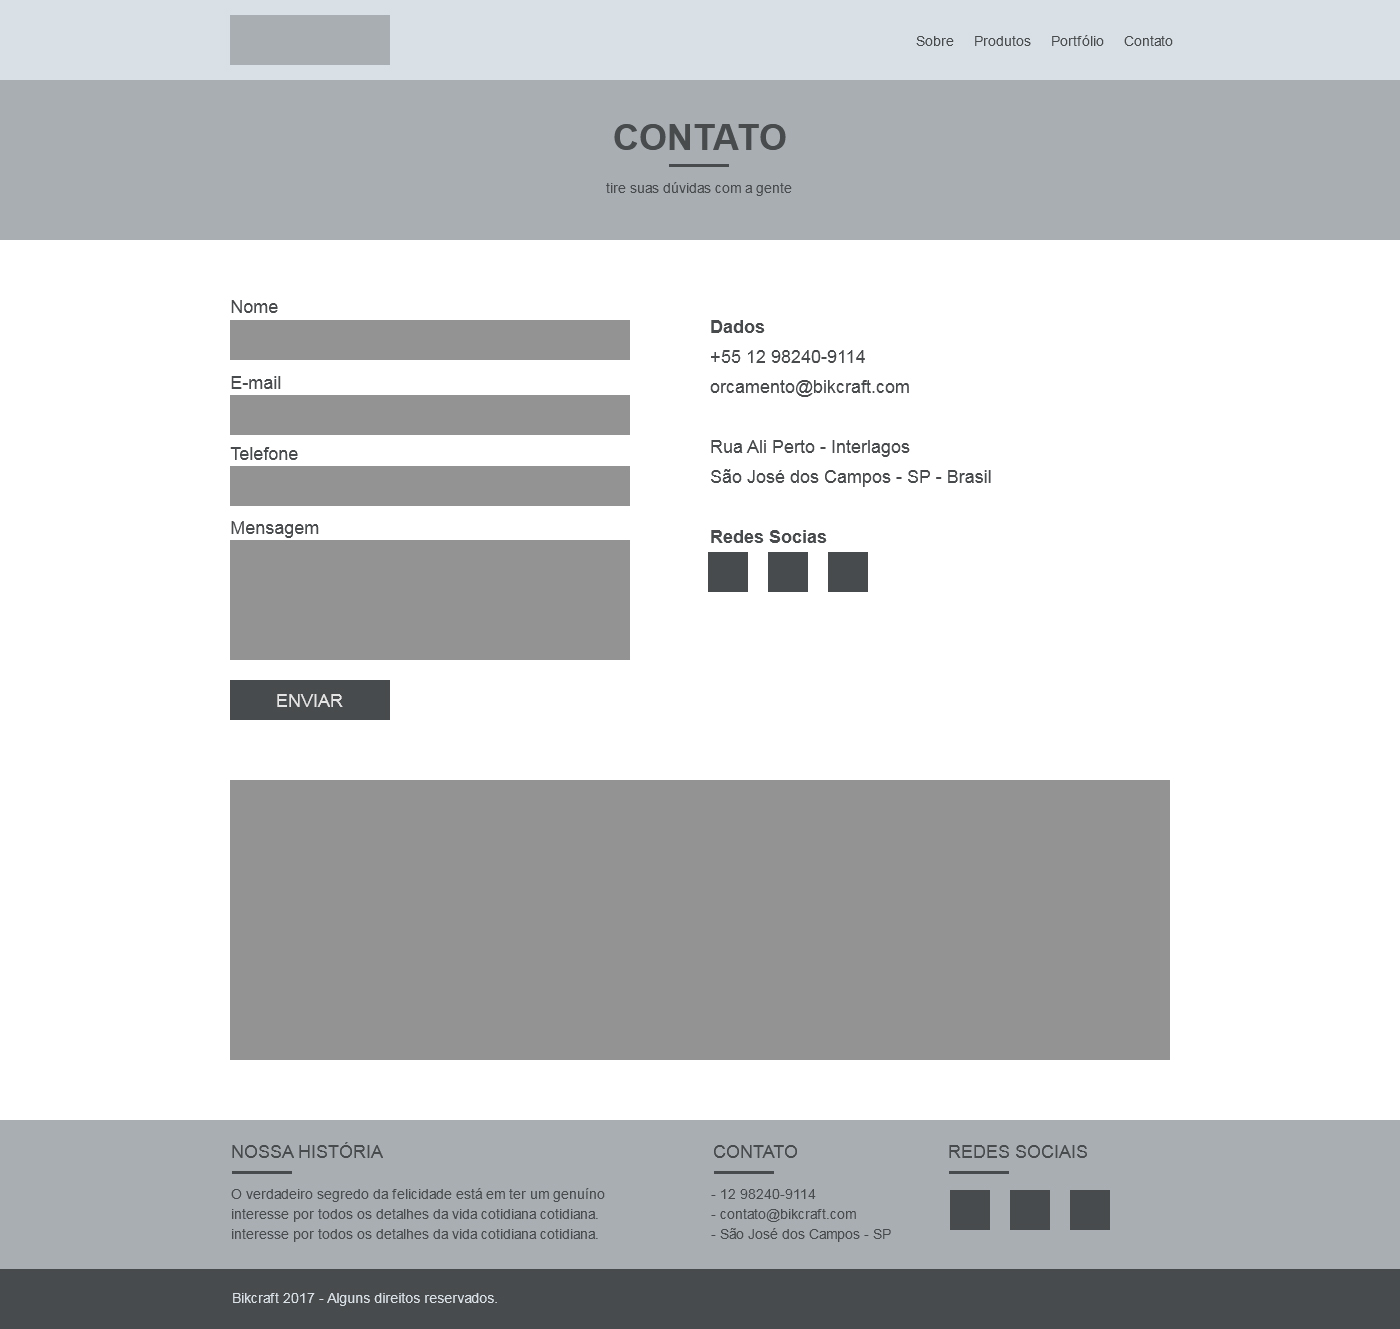 Sobre Produtos Portfólio Contato
CONTATO
tire suas dúvidas com a gente
Nome
E-mail
Telefone
Mensagem
ENVIAR
Dados
+55 12 98240-9114
orcamento@bikcraft.com
Rua Ali Perto - Interlagos
São José dos Campos - SP - Brasil
Redes Socias
NOSSA HISTÓRIA
O verdadeiro segredo da felicidade está em ter um genuíno
interesse por todos os detalhes da vida cotidiana cotidiana.
interesse por todos os detalhes da vida cotidiana cotidiana.
CONTATO
- 12 98240-9114
- contato@bikcraft.com
- São José dos Campos - SP
REDES SOCIAIS
Bikcraft 2017 - Alguns direitos reservados.